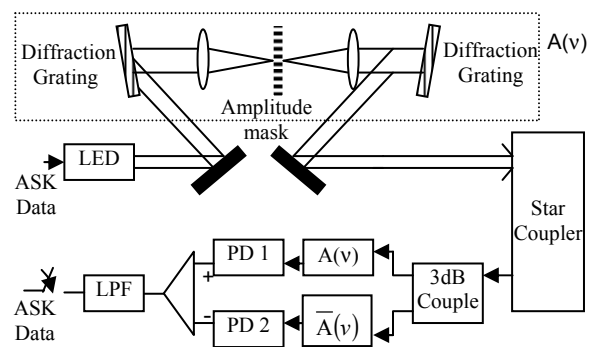 Diffraction
Grating
Diffraction
Grating
A(ν)
Amplitude
mask
LED
ASK
Data
Star
Coupler
PD 1
A(ν)
3dB
Couple
+
LPF
-
PD 2
A̅(ν)
ASK
Data